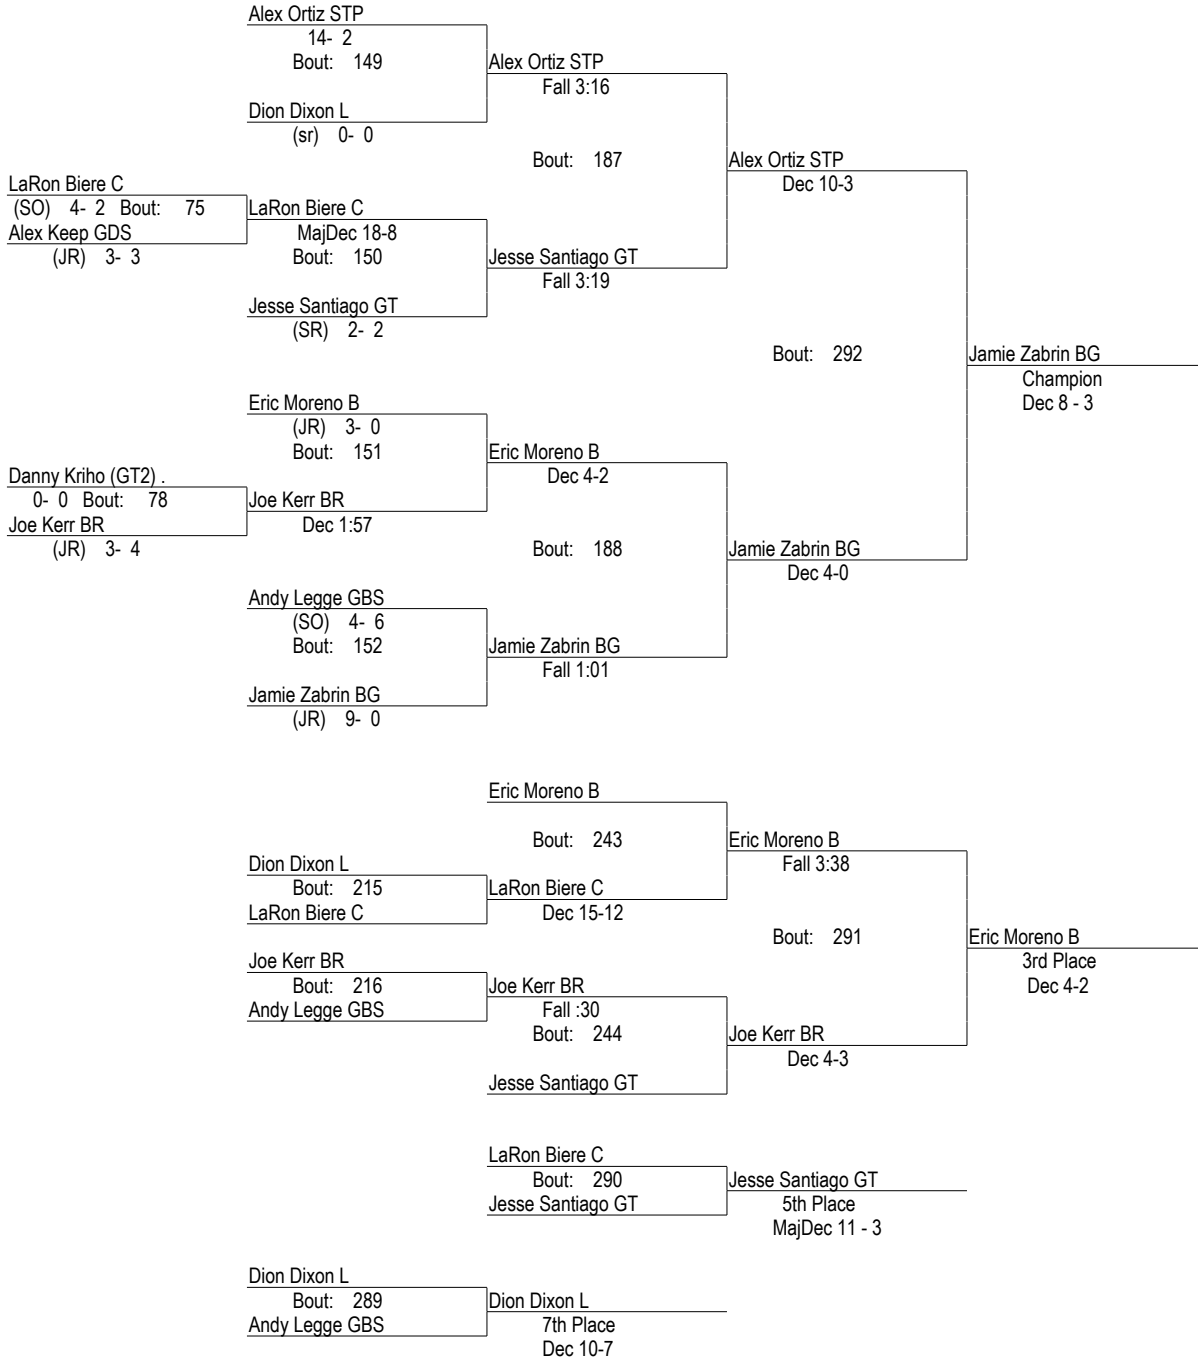 Alex Ortiz STP
14- 2
Bout: 149
Alex Ortiz STP
Fall 3:16
Dion Dixon L
(sr) 0- 0
Bout: 187
Alex Ortiz STP
Dec 10-3
LaRon Biere C
(SO) 4- 2 Bout: 75
Alex Keep GDS
(JR) 3- 3
LaRon Biere C
MajDec 18-8
Bout: 150
Jesse Santiago GT
Fall 3:19
Jesse Santiago GT
(SR) 2- 2
Bout: 292
Jamie Zabrin BG
Champion
Dec 8 - 3
Eric Moreno B
(JR) 3- 0
Bout: 151
Eric Moreno B
Dec 4-2
Danny Kriho (GT2) .
0- 0 Bout: 78
Joe Kerr BR
(JR) 3- 4
Joe Kerr BR
Dec 1:57
Bout: 188
Jamie Zabrin BG
Dec 4-0
Andy Legge GBS
(SO) 4- 6
Bout: 152
Jamie Zabrin BG
Fall 1:01
Jamie Zabrin BG
(JR) 9- 0
Eric Moreno B
Bout: 243
Eric Moreno B
Fall 3:38
Dion Dixon L
Bout: 215
LaRon Biere C
LaRon Biere C
Dec 15-12
Bout: 291
Eric Moreno B
3rd Place
Dec 4-2
Joe Kerr BR
Bout: 216
Andy Legge GBS
Joe Kerr BR
Fall :30
Bout: 244
Joe Kerr BR
Dec 4-3
Jesse Santiago GT
LaRon Biere C
Bout: 290
Jesse Santiago GT
Jesse Santiago GT
5th Place
MajDec 11 - 3
Dion Dixon L
Bout: 289
Andy Legge GBS
Dion Dixon L
7th Place
Dec 10-7